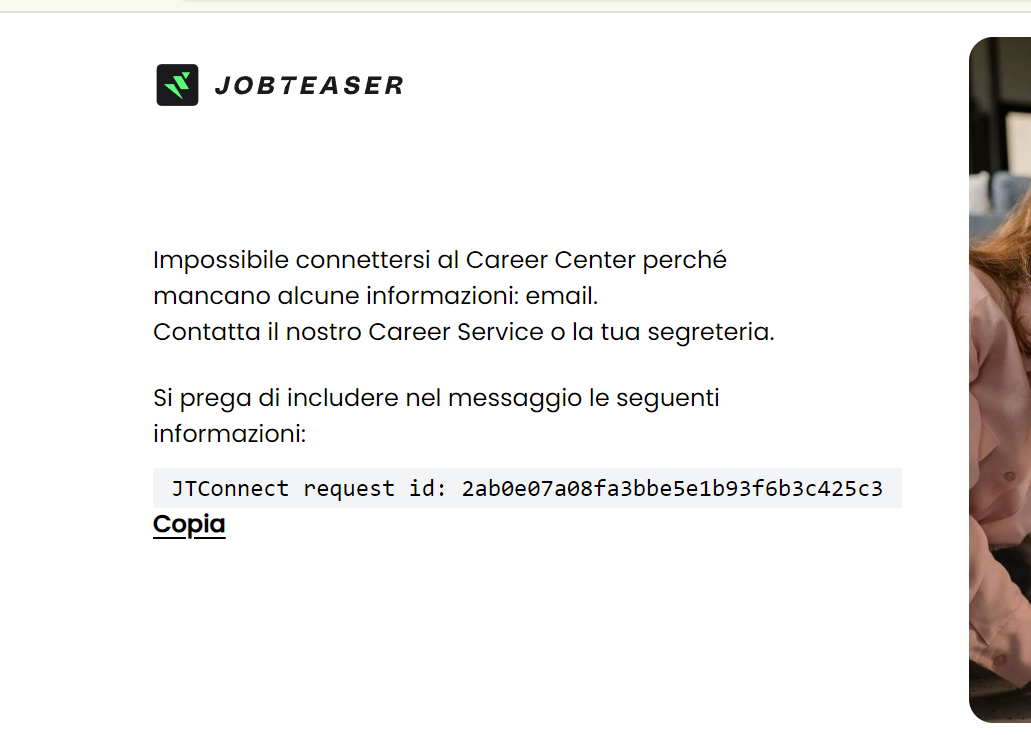 JOBTEASER
Impossibile connettersi al Career Center perché
mancano alcune informazioni: email.
Contatta il nostro Career Service o la tua segreteria.
Si prega di includere nel messaggio le seguenti
informazioni:
JTConnect request id: 2ab0e07a08fa3bbe5e1b93f6b3c425c3
Copia